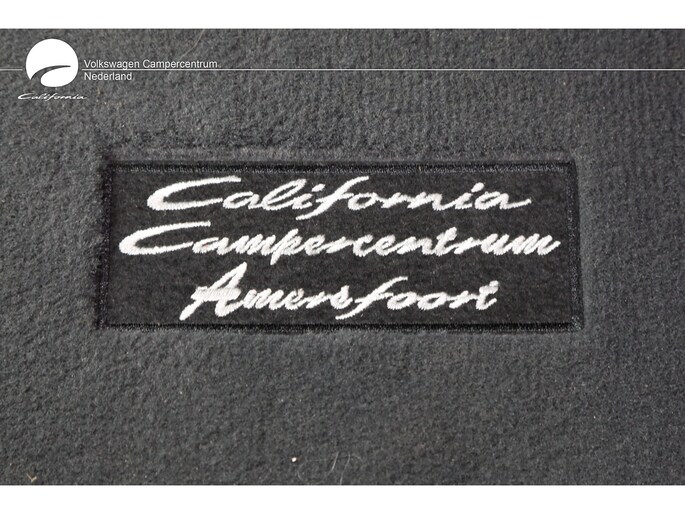 Volkswagen Campercentrum
Nederland
California
California
Campercentrum
Amersfoort